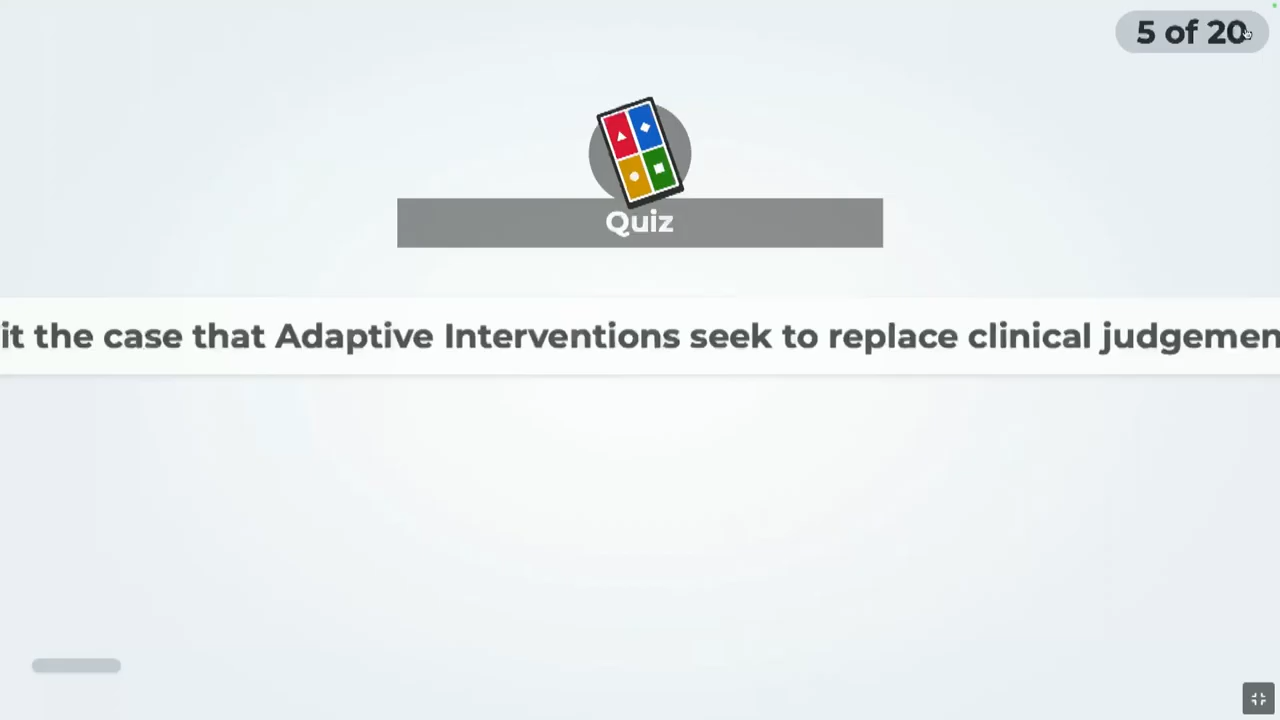 5 of 20
Quiz
it the case that Adaptive Interventions seek to replace clinical judgemen